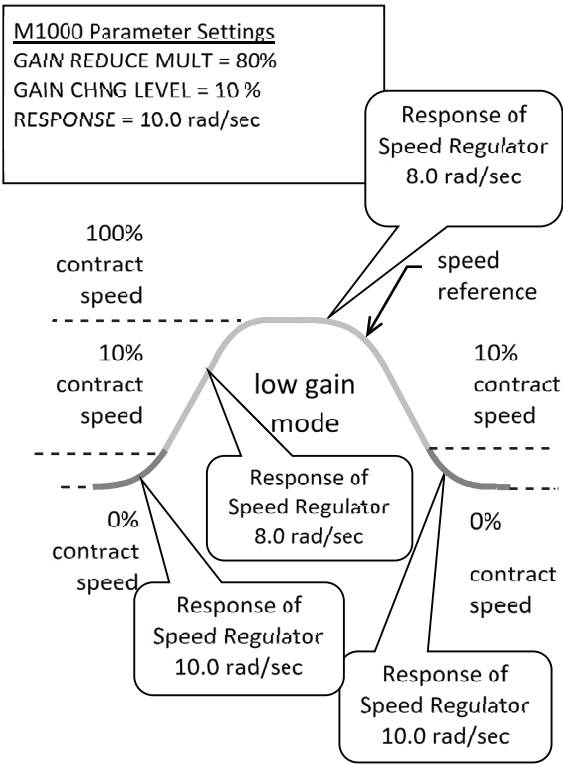 M1000 Parameter Settings
GAIN REDUCE MULT = 80%
GAIN CHNG LEVEL = 10 %
RESPONSE = 10.0 rad/sec
Response of
Speed Regulator
8.0 rad/sec
100%
contract
speed
speed
reference
10%
contract
speed
low gain
mode
10%
contract
speed
Response of
Speed Regulator
8.0 rad/sec
0%
contract
speed
0%
contract
speed
Response of
Speed Regulator
10.0 rad/sec
Response of
Speed Regulator
10.0 rad/sec